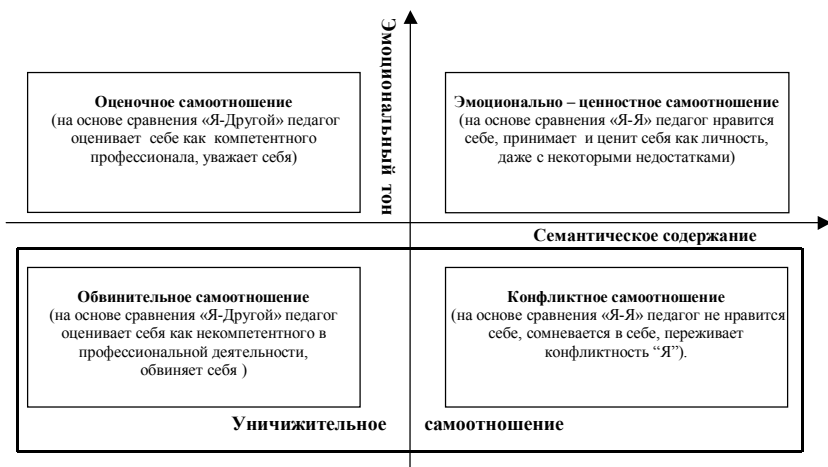 Эмоциональный тон
Оценочное самоотношение
(на основе сравнения «Я-Другой» педагог
оценивает себе как компетентного
профессионала, уважает себя)
Эмоционально – ценностное самоотношение
(на основе сравнения «Я-Я» педагог нравится
себе, принимает и ценит себя как личность,
даже с некоторыми недостатками)
Семантическое содержание
Обвинительное самоотношение
(на основе сравнения «Я-Другой» педагог
оценивает себя как некомпетентного в
профессиональной деятельности,
обвиняет себя )
Конфликтное самоотношение
(на основе сравнения «Я-Я» педагог не нравится
себе, сомневается в себе, переживает
конфликтность “Я”).
Уничижительное самоотношение